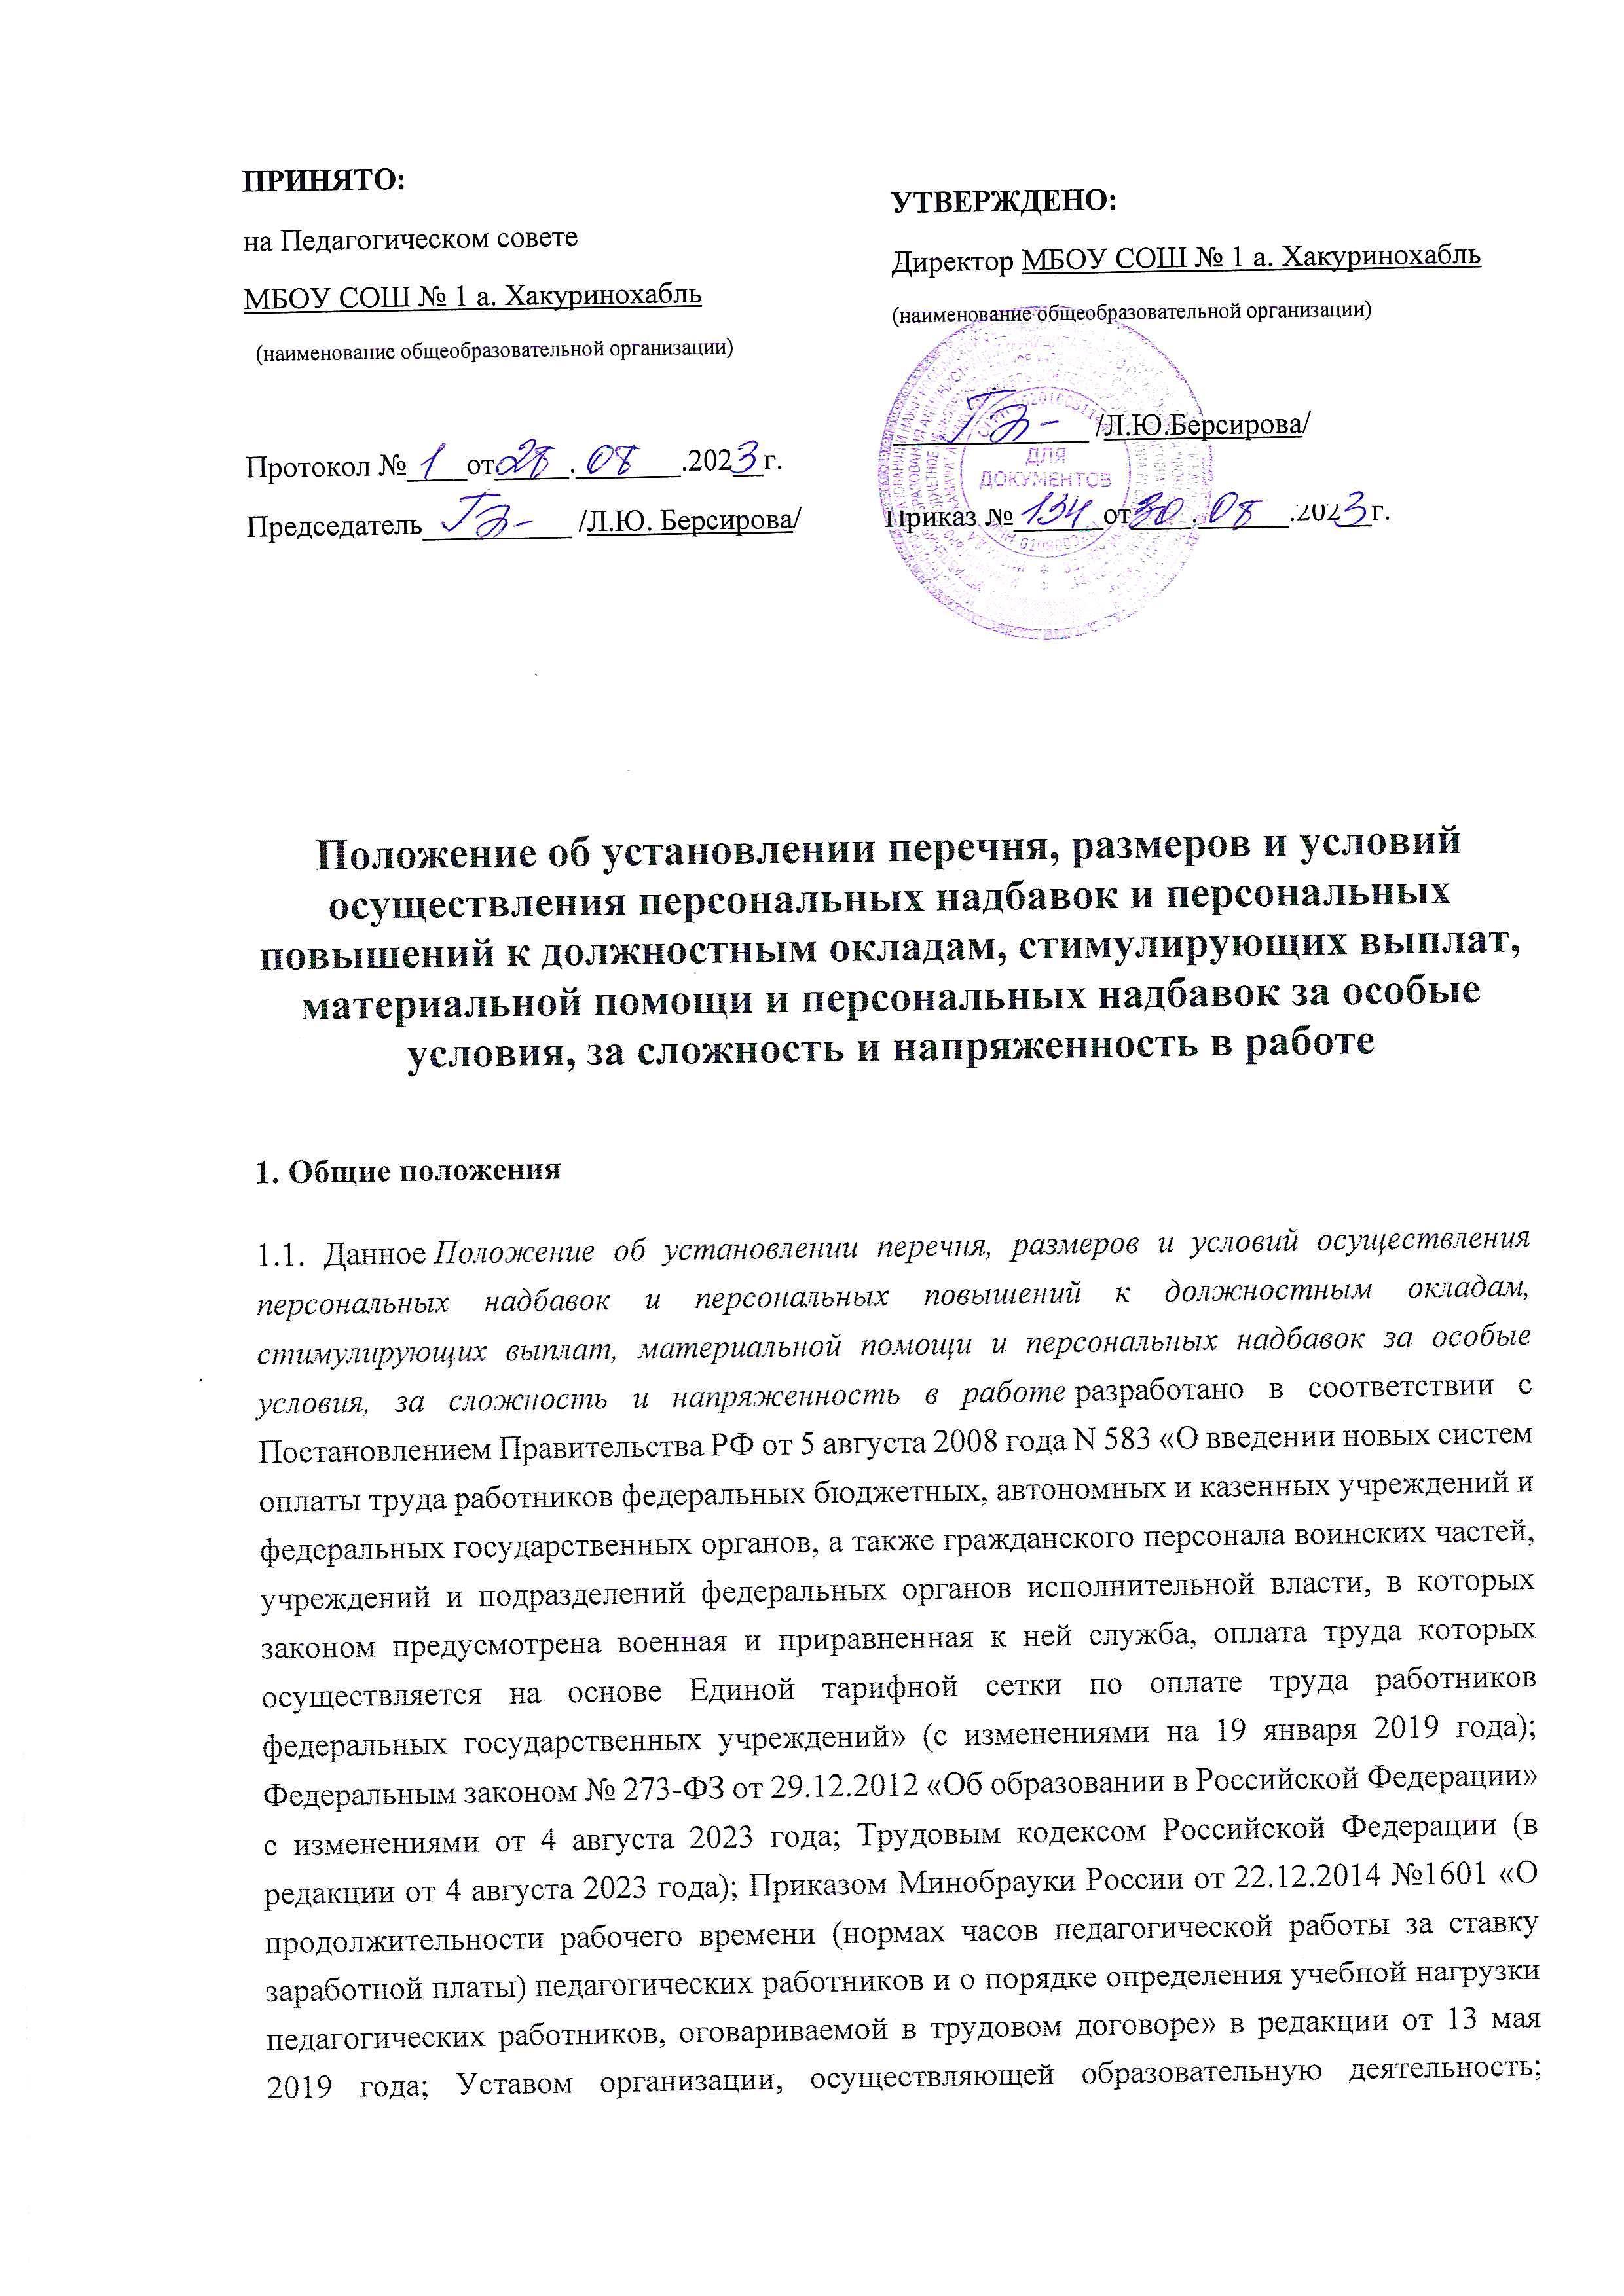 ПРИНЯТО:
на Педагогическом совете
МБОУ СОШ № 1 а. Хакуринохабль
(наименование общеобразовательной организации)
Протокол № 1 от 28.08.2023 г.
Председатель /Л.Ю. Берсирова/
УТВЕРЖДЕНО:
Директор МБОУ СОШ № 1 а. Хакуринохабль
(наименование общеобразовательной организации)
/Л.Ю.Берсирова/
ДЛЯ
ДОКУМЕНТОВ
Приказ № 134 от 30.08.2023г.
Положение об установлении перечня, размеров и условий
осуществления персональных надбавок и персональных
повышений к должностным окладам, стимулирующих выплат,
материальной помощи и персональных надбавок за особые
условия, за сложность и напряженность в работе
1. Общие положения
1.1. Данное Положение об установлении перечня, размеров и условий осуществления
персональных надбавок и персональных повышений к должностным окладам,
стимулирующих выплат, материальной помощи и персональных надбавок за особые
условия, за сложность и напряженность в работе разработано в соответствии с
Постановлением Правительства РФ от 5 августа 2008 года N 583 «О введении новых систем
оплаты труда работников федеральных бюджетных, автономных и казенных учреждений и
федеральных государственных органов, а также гражданского персонала воинских частей,
учреждений и подразделений федеральных органов исполнительной власти, в которых
законом предусмотрена военная и приравненная к ней служба, оплата труда которых
осуществляется на основе Единой тарифной сетки по оплате труда работников
федеральных государственных учреждений» (с изменениями на 19 января 2019 года);
Федеральным законом № 273-ФЗ от 29.12.2012 «Об образовании в Российской Федерации»
с изменениями от 4 августа 2023 года; Трудовым кодексом Российской Федерации (в
редакции от 4 августа 2023 года); Приказом Минобрауки России от 22.12.2014 №1601 «О
продолжительности рабочего времени (нормах часов педагогической работы за ставку
заработной платы) педагогических работников и о порядке определения учебной нагрузки
педагогических работников, оговариваемой в трудовом договоре» в редакции от 13 мая
2019 года; Уставом организации, осуществляющей образовательную деятельность;